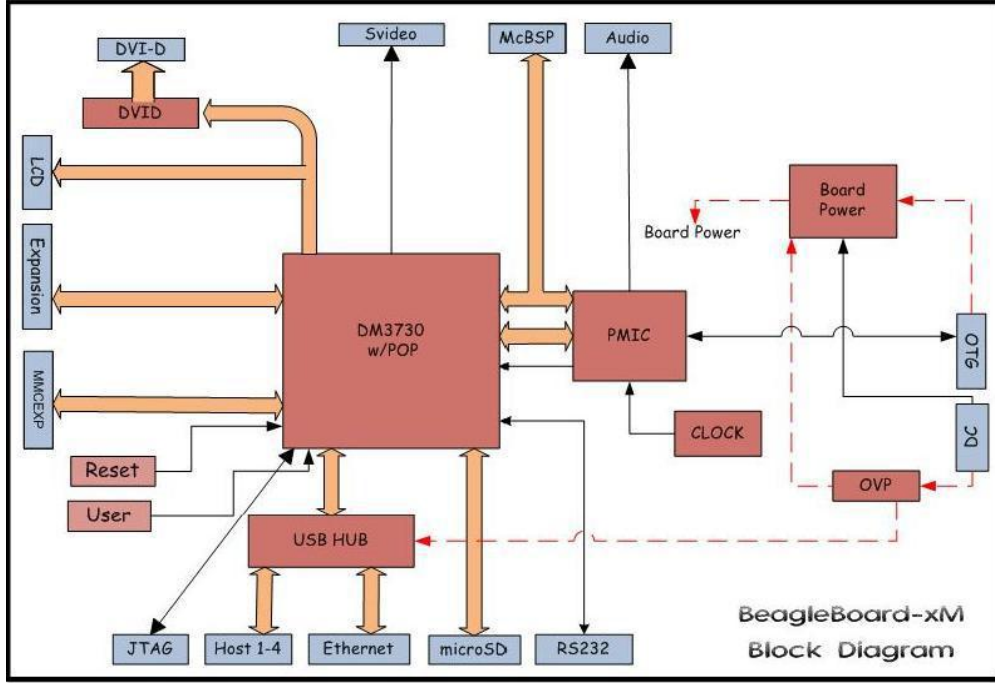 Svideo
McBSP
Audio
DVI-D
DVID
LCD
Board
Power
Expansion
Board Power
DM3730
w/POP
PMIC
OTG
MMCEXP
CLOCK
DC
Reset
OVP
User
USB HUB
BeagleBoard-xM
Block Diagram
JTAG
Host 1-4
Ethernet
microSD
RS232